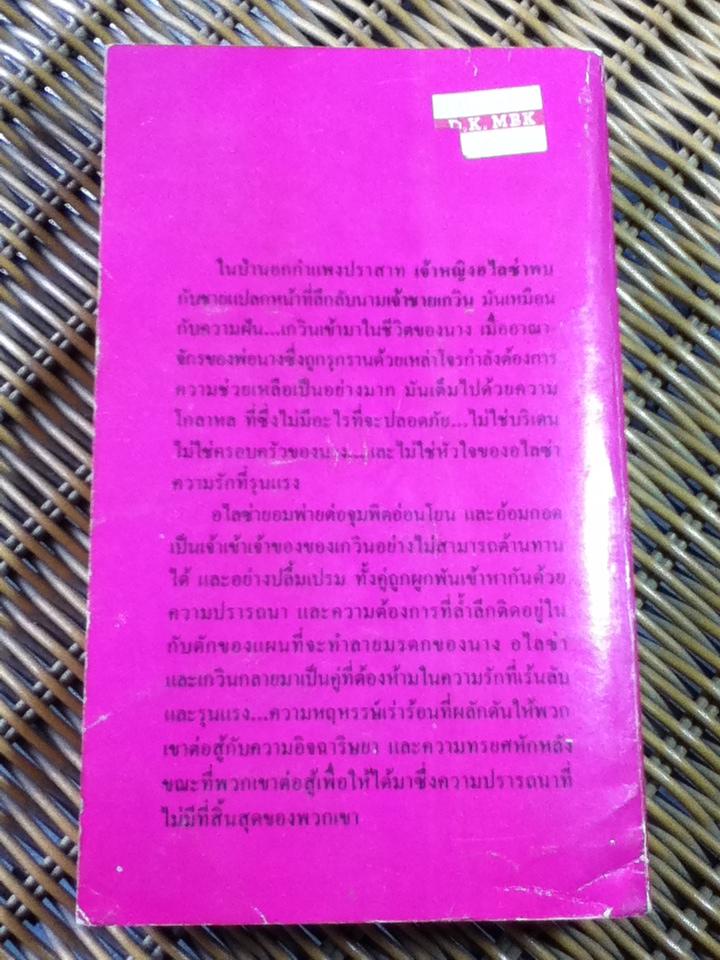 D.K. MBK
ในป่านอกกำแพงปราสาท เจ้าหญิงอไลซ่าพบ
กับชายแปลกหน้าที่ลึกลับนามเจ้าชายเกวิน มันเหมือน
กับความฝัน...เกวินเข้ามาในชีวิตของนาง เมื่ออาณา-
จักรของพ่อนางซึ่งถูกรุกรานด้วยเหล่าโจรกำลังต้องการ
ความช่วยเหลือเป็นอย่างมาก มันเต็มไปด้วยความ
โกลาหล ที่ซึ่งไม่มีอะไรที่จะปลอดภัย...ไม่ใช่บริเดน
ไม่ใช่ครอบครัวของนาง...และไม่ใช่หัวใจของอไลซ่า
ความรักที่รุนแรง
อไลซ่ายอมพ่ายต่อจุมพิตอ่อนโยน และอ้อมกอด
เป็นเจ้าเข้าเจ้าของของเกวินอย่างไม่สามารถต้านทาน
ได้ และอย่างปลื้มเปรม ทั้งคู่ถูกผูกพันเข้าหากันด้วย
ความปรารถนา และความต้องการที่ล้ำลึกติดอยู่ใน
กับดักของแผนที่จะทำลายมรดกของนาง อไลซ่า
และเกวินกลายมาเป็นคู่ที่ต้องห้ามในความรักที่เร้นลับ
และรุนแรง...ความหฤหรรษ์เร่าร้อนที่ผลักดันให้พวก
เขาต่อสู้กับความอิจฉาริษยา และความทรยศหักหลัง
ขณะที่พวกเขาต่อสู้เพื่อให้ได้มาซึ่งความปรารถนาที่
ไม่มีที่สิ้นสุดของพวกเขา